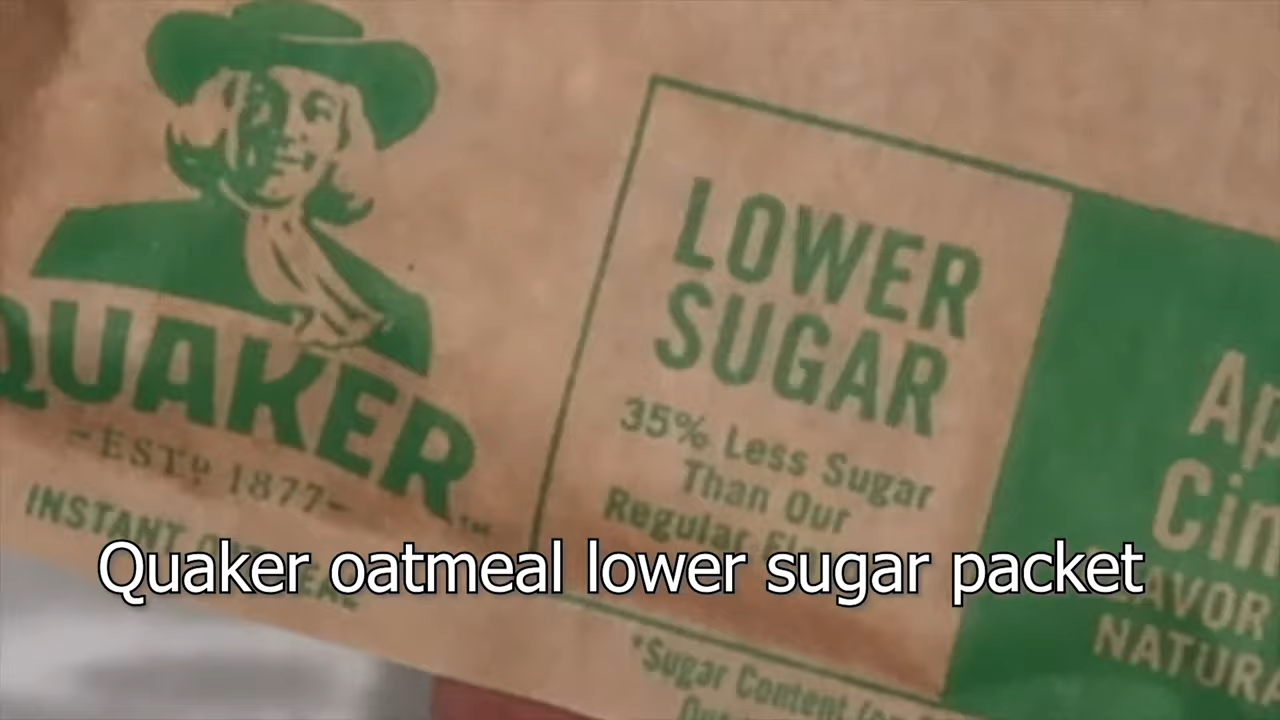 QUAKER
-ESTD 1877-
INSTANT
LOWER
SUGAR
35% Less Sugar
Than Our
Regular
NATURA
*Sugar Content
Quaker oatmeal lower sugar packet